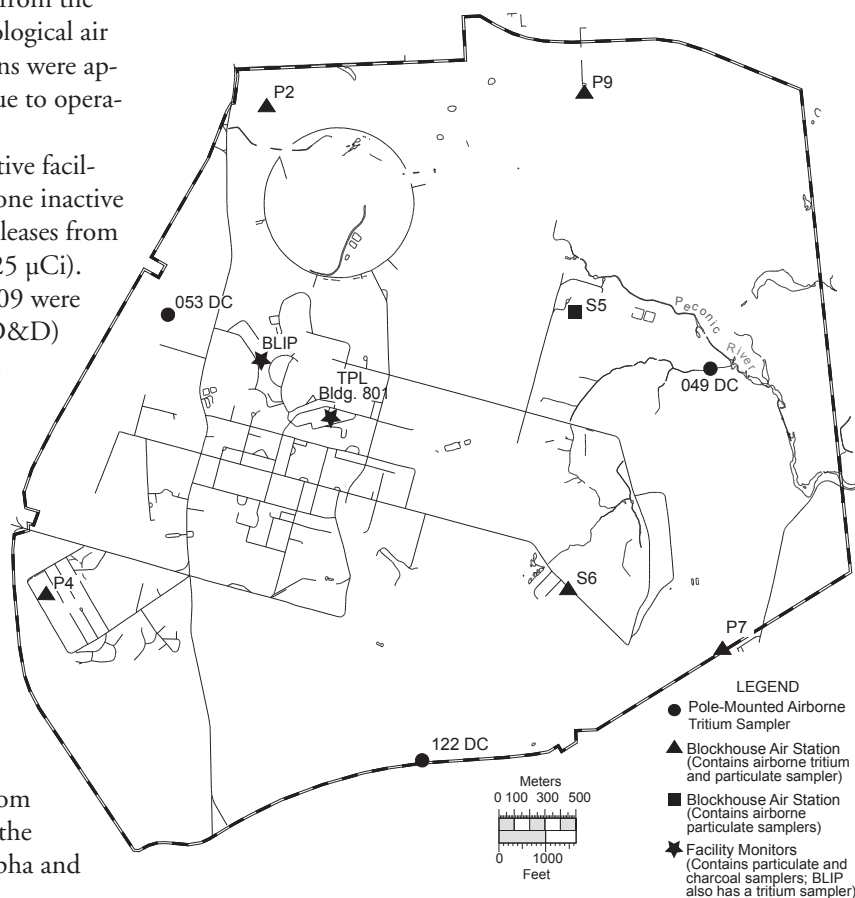 from the
ological air
ns were ap-
ue to opera-
tive facil-
one inactive
leases from
25 µCi).
09 were
D&D)
om
the
pha and
P2
P9
053 DC
S5
Peconic
River
BLIP
049 DC
TPL
Bldg. 801
P4
S6
P7
122 DC
LEGEND
Pole-Mounted Airborne
Tritium Sampler
Blockhouse Air Station
(Contains airborne tritium
and particulate sampler)
Blockhouse Air Station
(Contains airborne
particulate samplers)
Facility Monitors
(Contains particulate and
charcoal samplers; BLIP
also has a tritium sampler)
Meters
0 100 300 500
0 1000
Feet